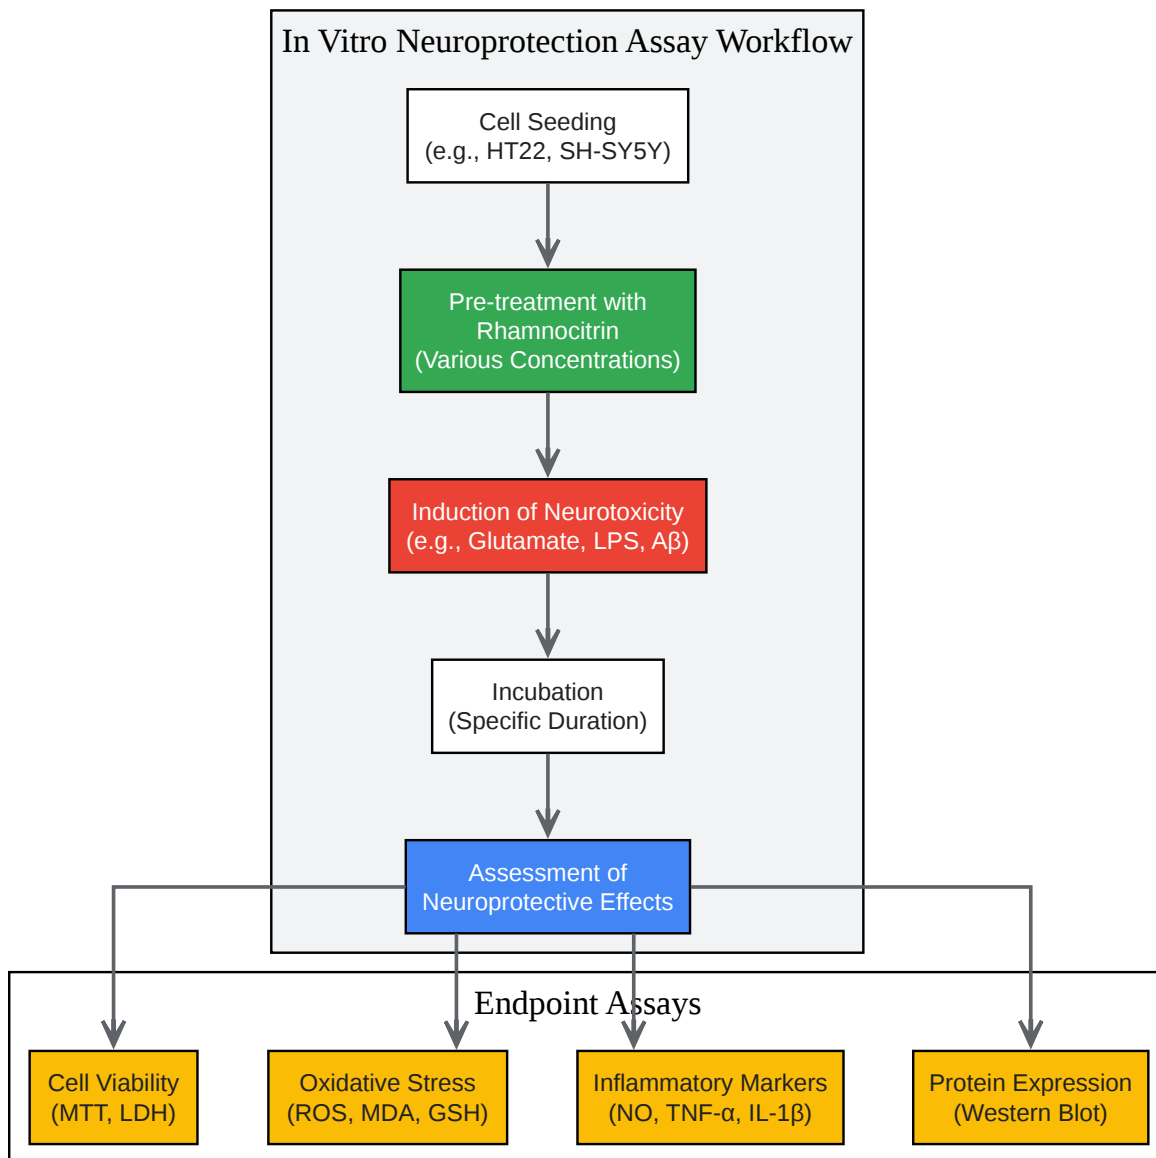 In Vitro Neuroprotection Assay Workflow
Cell Seeding
(e.g., HT22, SH-SY5Y)
Pre-treatment with
Rhamnocitrin
(Various Concentrations)
Induction of Neurotoxicity
(e.g., Glutamate, LPS, Aβ)
Incubation
(Specific Duration)
Assessment of
Neuroprotective Effects
Endpoint Assays
Cell Viability
(MTT, LDH)
Oxidative Stress
(ROS, MDA, GSH)
Inflammatory Markers
(NO, TNF-α, IL-1β)
Protein Expression
(Western Blot)